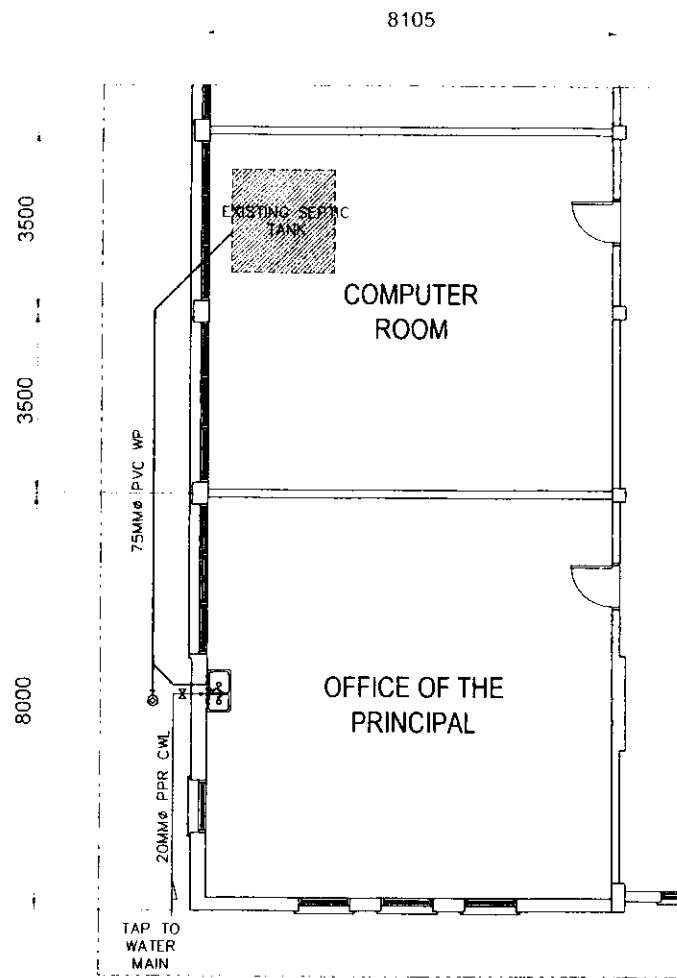 8105
3500
EXISTING SEPTIC
TANK
COMPUTER
ROOM
3500
75MMø PVC WP
8000
OFFICE OF THE
PRINCIPAL
20MMø PPR CWL
TAP TO
WATER
MAIN